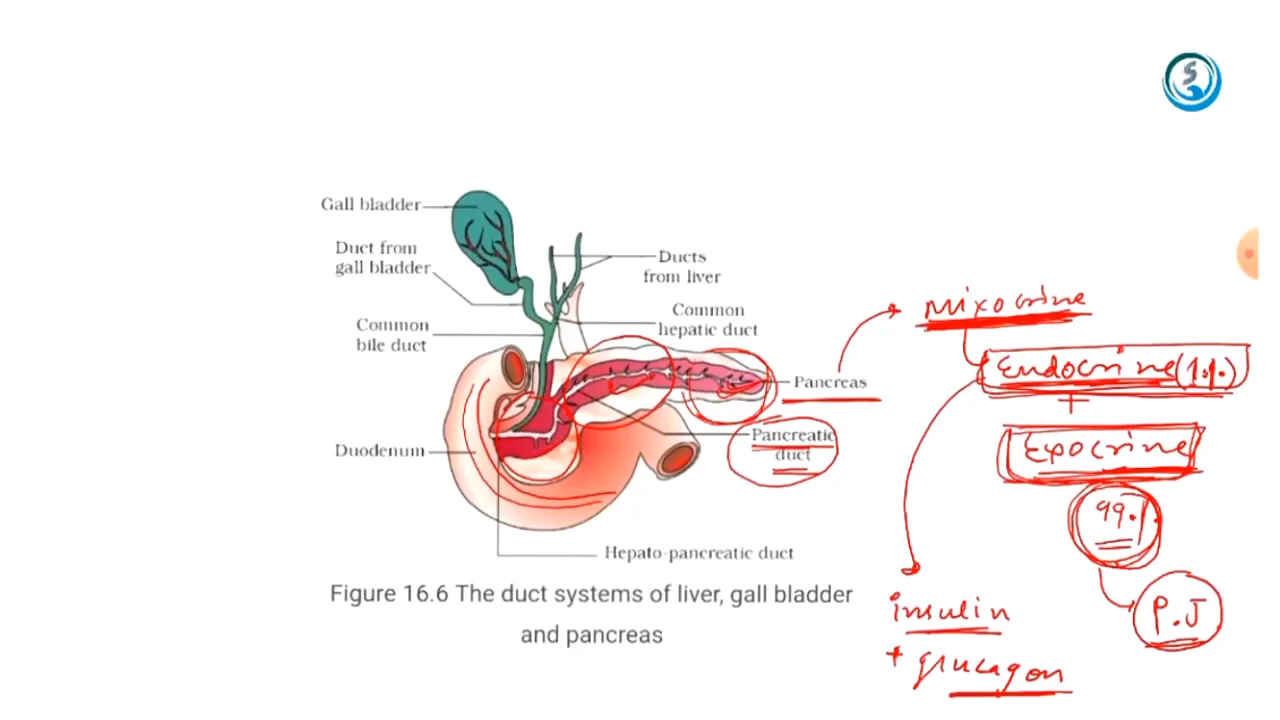 S
Gall bladder
Duct from
gall bladder
Common
bile duct
Duodenum
Ducts
from liver
Common
hepatic duct
Pancreas
Pancreatic
duct
Hepato-pancreatic duct
Figure 16.6 The duct systems of liver, gall bladder
and pancreas
Mixocrine
Endocrine (1%)
+
Exocrine
99%
P.J
insulin
+ glucagon